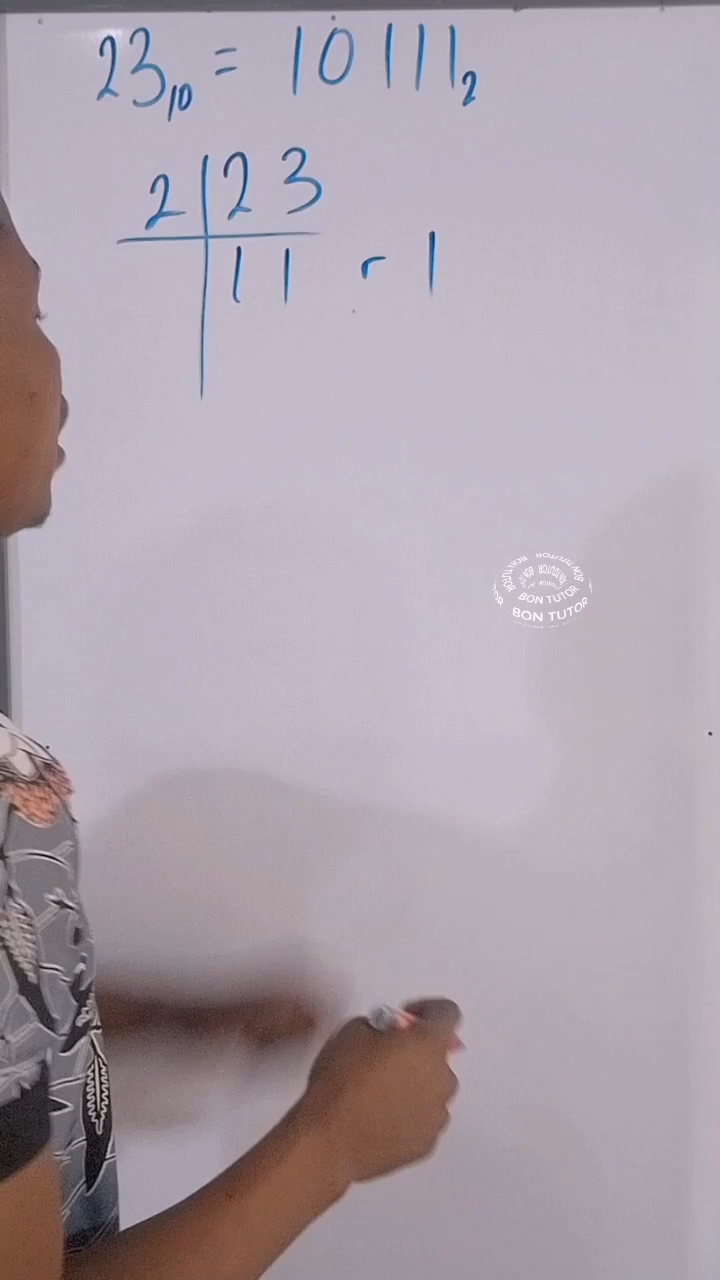 23₁₀ = 10111₂
2 | 23
11 r 1
BON TUTOR
BON TUTOR